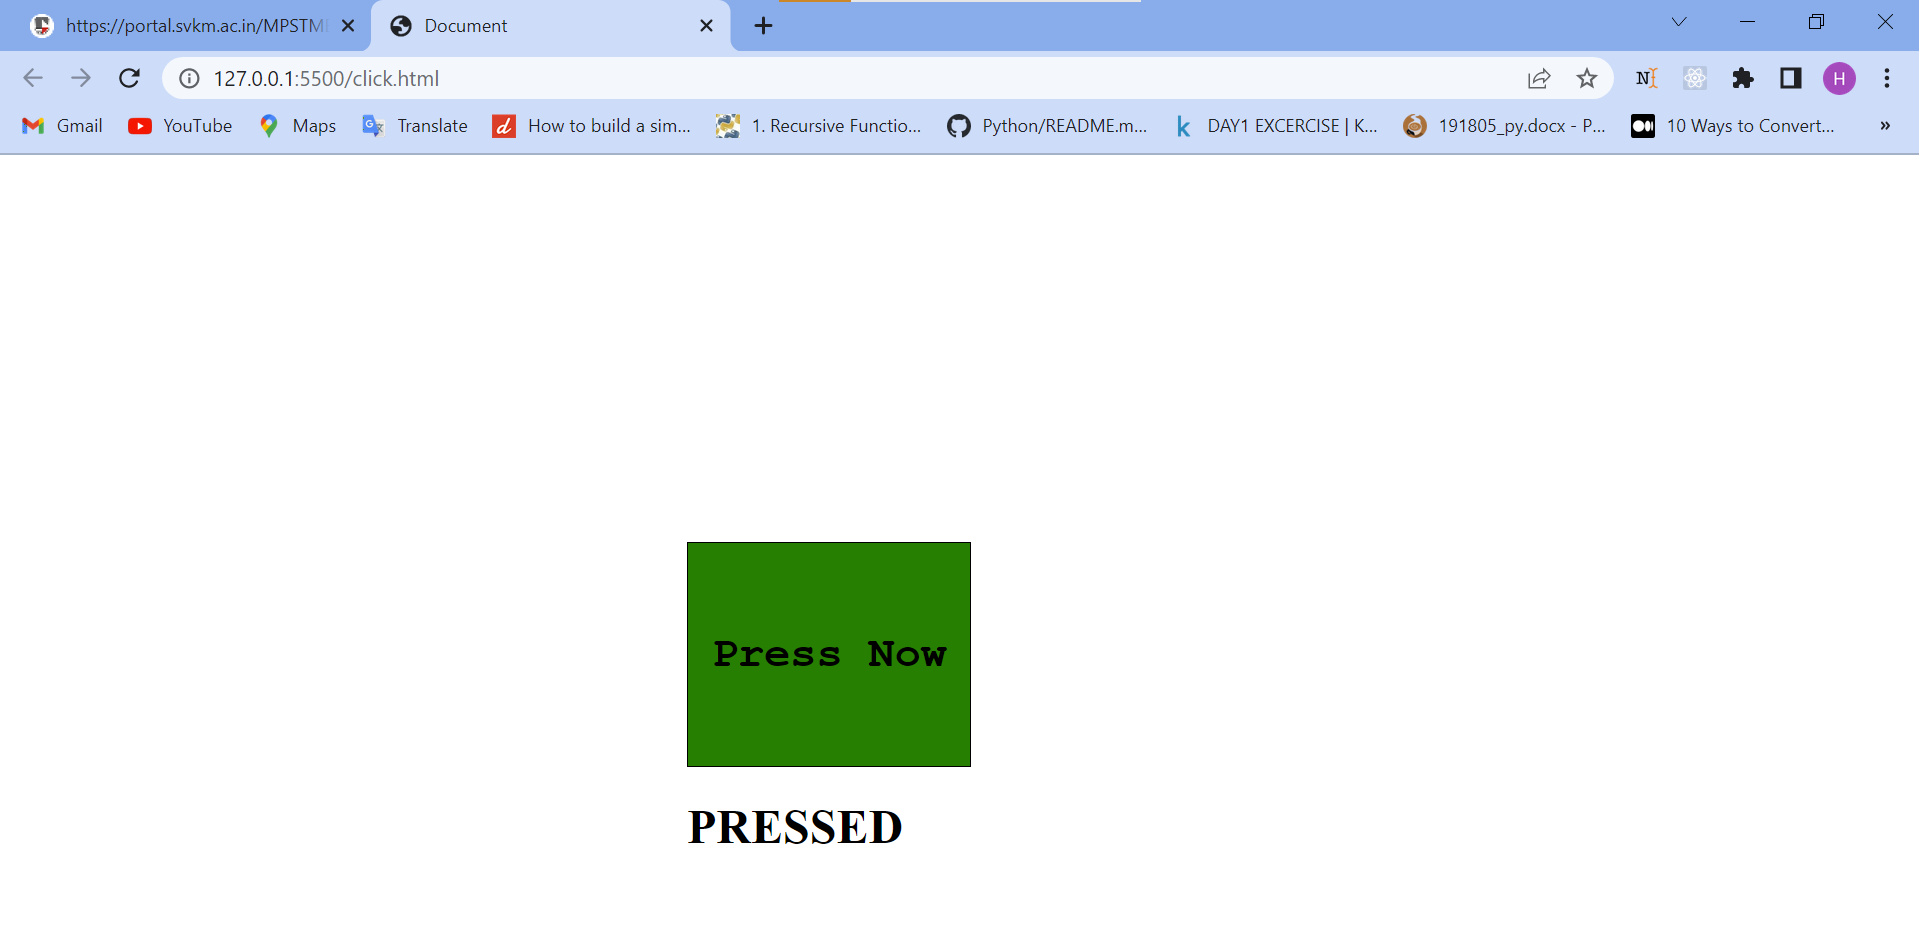 https://portal.svkm.ac.in/MPSTM
Document
127.0.0.1:5500/click.html
N
H
Gmail
YouTube
Maps
Translate
How to build a sim...
1. Recursive Functio...
Python/README.m...
DAY1 EXCERCISE | K...
191805_py.docx - P...
10 Ways to Convert...
»
Press Now
PRESSED